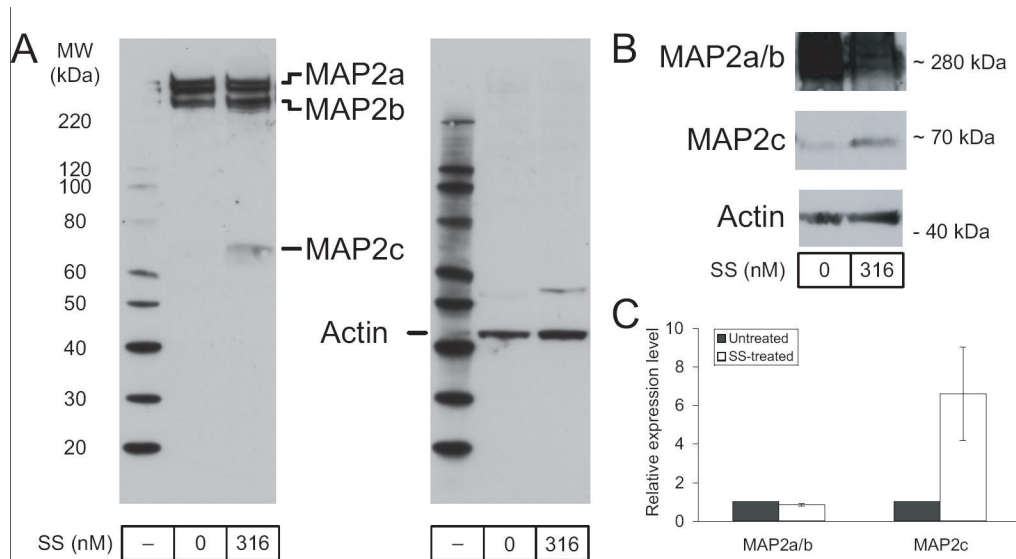 A
MW
(kDa)
220
120
100
80
60
50
40
30
20
MAP2a
MAP2b
MAP2c
Actin
SS (nM) – 0 316
– 0 316
B
MAP2a/b ~ 280 kDa
MAP2c ~ 70 kDa
Actin - 40 kDa
SS (nM) 0 316
C
Relative expression level
10
8
6
4
2
0
Untreated
SS-treated
MAP2a/b MAP2c